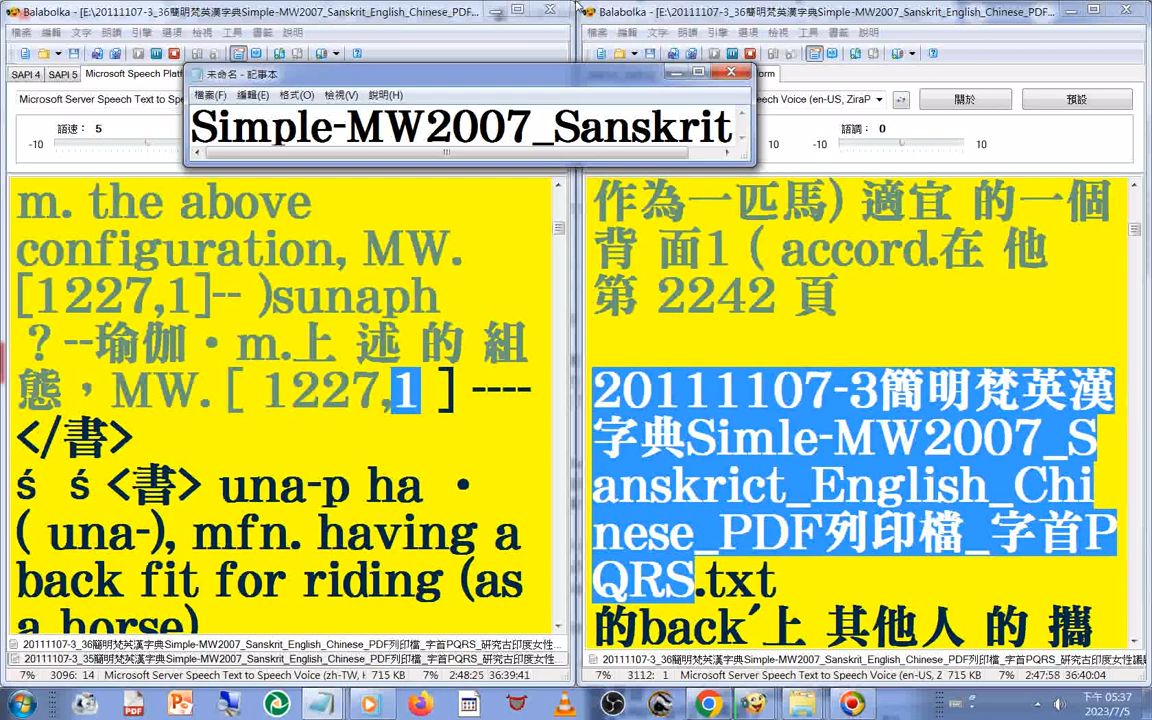 Balabolka - [E:\20111107-3_36簡明梵英漢字典Simple-MW2007_Sanskrit_English_Chinese_PDF...
檔案 編輯 文字 朗讀 引擎 選項 檢視 工具 書籤 說明
SAPI 4 SAPI 5 Microsoft Speech Platf
Microsoft Server Speech Text to Spe
語速： 5
-10
Balabolka - [E:\20111107-3_36簡明梵英漢字典Simple-MW2007_Sanskrit_English_Chinese_PDF...
檔案 編輯 文字 朗讀 引擎 選項 檢視 工具 書籤 說明
orm
eech Voice (en-US, ZiraP
關於
預設
語調： 0
-10 -10 10
未命名 - 記事本
檔案(F) 編輯(E) 格式(O) 檢視(V) 說明(H)
Simple-MW2007_Sanskrit
m. the above
configuration, MW.
[1227,1]-- )sunaph
？--瑜伽‧m.上 述 的 組
態，MW. [ 1227,1 ] ----
</書>
ś ś <書> una-p ha ‧
( una-), mfn. having a
back fit for riding (as
a horse)
作為一匹馬) 適宜 的一個
背 面1 ( accord.在 他
第 2242 頁
20111107-3簡明梵英漢
字典Simle-MW2007_S
anskrict_English_Chi
nese_PDF列印檔_字首P
QRS.txt
的back´上 其他人 的 攜
20111107-3_36簡明梵英漢字典Simple-MW2007_Sanskrit_English_Chinese_PDF列印檔_字首PQRS_研究古印度女性...
20111107-3_35簡明梵英漢字典Simple-MW2007_Sanskrit_English_Chinese_PDF列印檔_字首PQRS_研究古印度女性...
7% 3096: 14 Microsoft Server Speech Text to Speech Voice (zh-TW, H 715 KB 7% 2:48:25 36:39:41
20111107-3_36簡明梵英漢字典Simple-MW2007_Sanskrit_English_Chinese_PDF列印檔_字首PQRS_研究古印度女性議
7% 3112: 1 Microsoft Server Speech Text to Speech Voice (en-US, Z 715 KB 7% 2:47:58 36:40:04
下午 05:37
2023/7/5